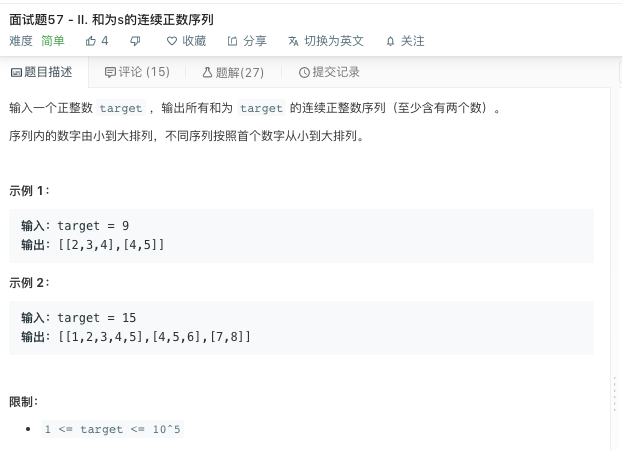 面试题57 - II. 和为s的连续正数序列
难度 简单 4 收藏 分享 切换为英文 关注
题目描述 评论 (15) 题解(27) 提交记录
输入一个正整数 target ，输出所有和为 target 的连续正整数序列（至少含有两个数）。
序列内的数字由小到大排列，不同序列按照首个数字从小到大排列。
示例 1：
输入：target = 9
输出：[[2,3,4],[4,5]]
示例 2：
输入：target = 15
输出：[[1,2,3,4,5],[4,5,6],[7,8]]
限制：
• 1 <= target <= 10^5